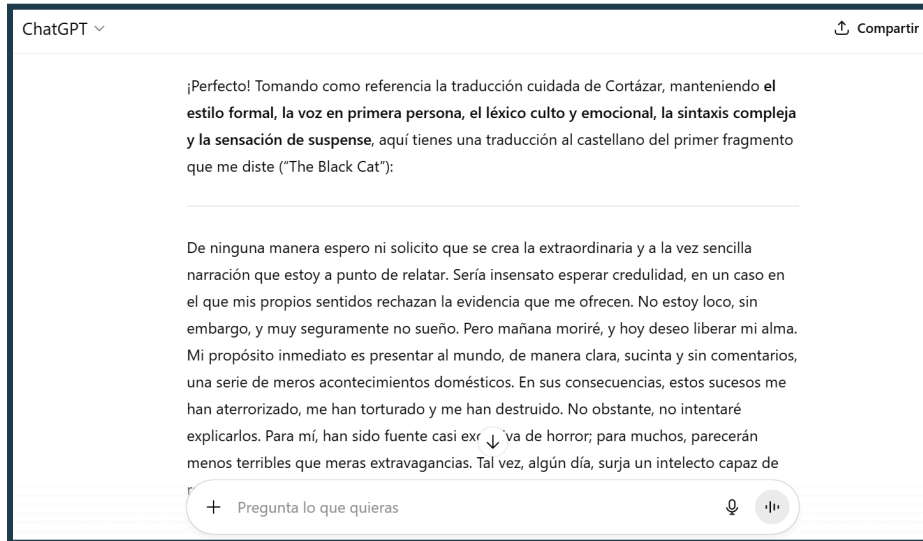 ChatGPT
Compartir
¡Perfecto! Tomando como referencia la traducción cuidada de Cortázar, manteniendo el
estilo formal, la voz en primera persona, el léxico culto y emocional, la sintaxis compleja
y la sensación de suspense, aquí tienes una traducción al castellano del primer fragmento
que me diste (“The Black Cat”):
De ninguna manera espero ni solicito que se crea la extraordinaria y a la vez sencilla
narración que estoy a punto de relatar. Sería insensato esperar credulidad, en un caso en
el que mis propios sentidos rechazan la evidencia que me ofrecen. No estoy loco, sin
embargo, y muy seguramente no sueño. Pero mañana moriré, y hoy deseo liberar mi alma.
Mi propósito inmediato es presentar al mundo, de manera clara, sucinta y sin comentarios,
una serie de meros acontecimientos domésticos. En sus consecuencias, estos sucesos me
han aterrorizado, me han torturado y me han destruido. No obstante, no intentaré
explicarlos. Para mí, han sido fuente casi de horror; para muchos, parecerán
menos terribles que meras extravagancias. Tal vez, algún día, surja un intelecto capaz de
Pregunta lo que quieras